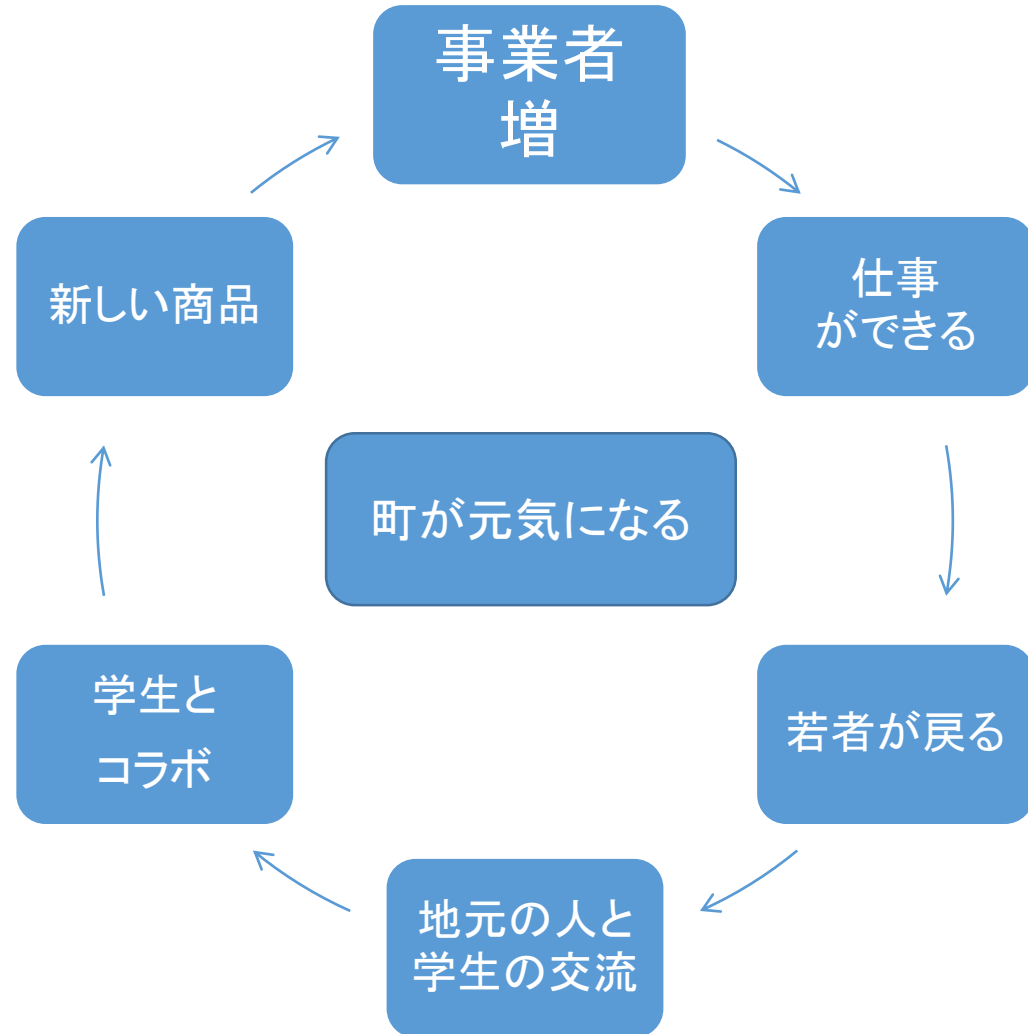 事業者
増
仕事
ができる
若者が戻る
地元の人と
学生の交流
学生と
コラボ
新しい商品
町が元気になる